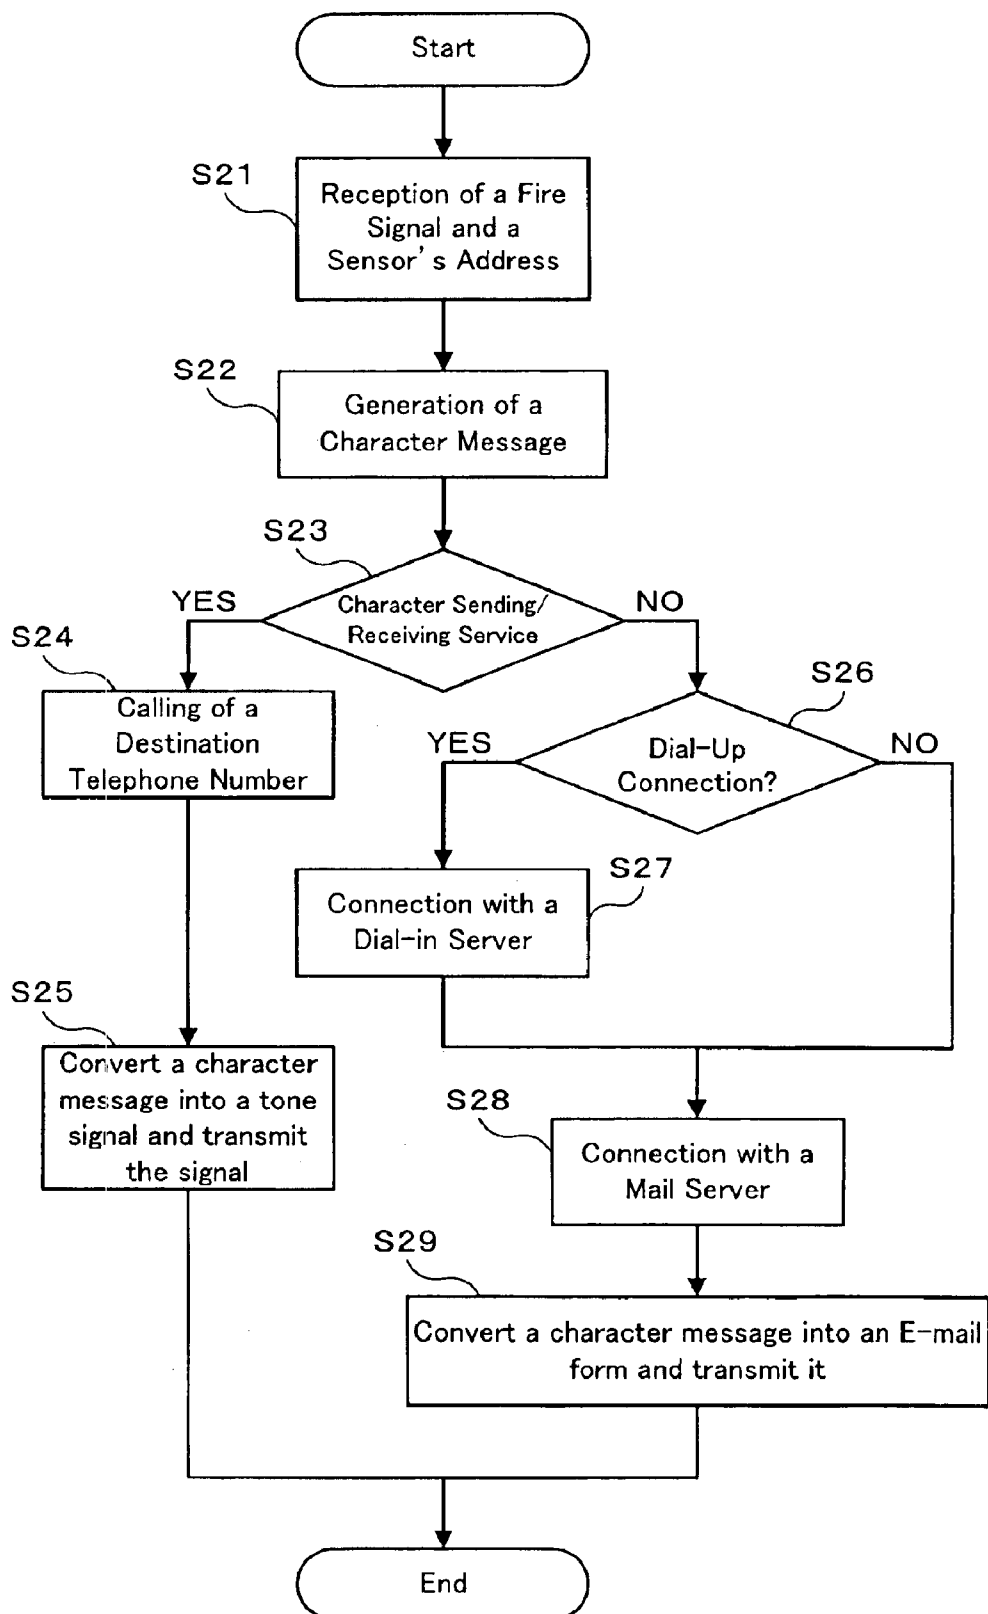 Start
S21
Reception of a Fire
Signal and a
Sensor's Address
S22
Generation of a
Character Message
S23
Character Sending/
Receiving Service
YES
NO
S24
Calling of a
Destination
Telephone Number
S26
Dial-Up
Connection?
YES
NO
S27
Connection with a
Dial-in Server
S25
Convert a character
message into a tone
signal and transmit
the signal
S28
Connection with a
Mail Server
S29
Convert a character message into an E-mail
form and transmit it
End